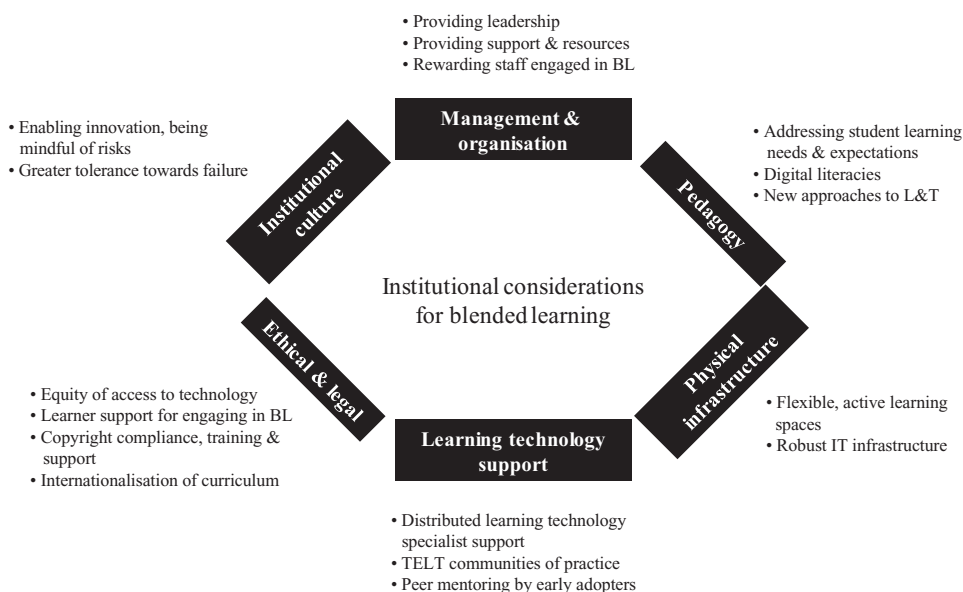 • Providing leadership
• Providing support & resources
• Rewarding staff engaged in BL
Management &
organisation
• Enabling innovation, being
mindful of risks
• Greater tolerance towards failure
Institutional
culture
• Addressing student learning
needs & expectations
• Digital literacies
• New approaches to L&T
Pedagogy
Institutional considerations
for blended learning
Ethical & legal
• Equity of access to technology
• Learner support for engaging in BL
• Copyright compliance, training &
support
• Internationalisation of curriculum
Physical
infrastructure
• Flexible, active learning
spaces
• Robust IT infrastructure
Learning technology
support
• Distributed learning technology
specialist support
• TELT communities of practice
• Peer mentoring by early adopters